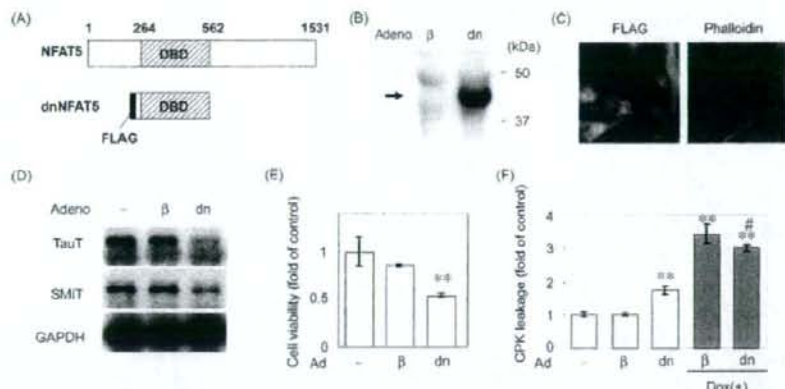 (A)
1 264 562 1531
NFAT5 DBD
dnNFAT5 DBD
FLAG
(B)
Adeno β dn (kDa)
50
37
(C)
FLAG Phalloidin
(D)
Adeno – β dn
TauT
SMIT
GAPDH
(E)
Cell viability (fold of control)
1
0.5
0
**
Ad – β dn
(F)
CPK leakage (fold of control)
4
3
2
1
0
**
**
#
**
Ad – β dn β dn
Dox(+)